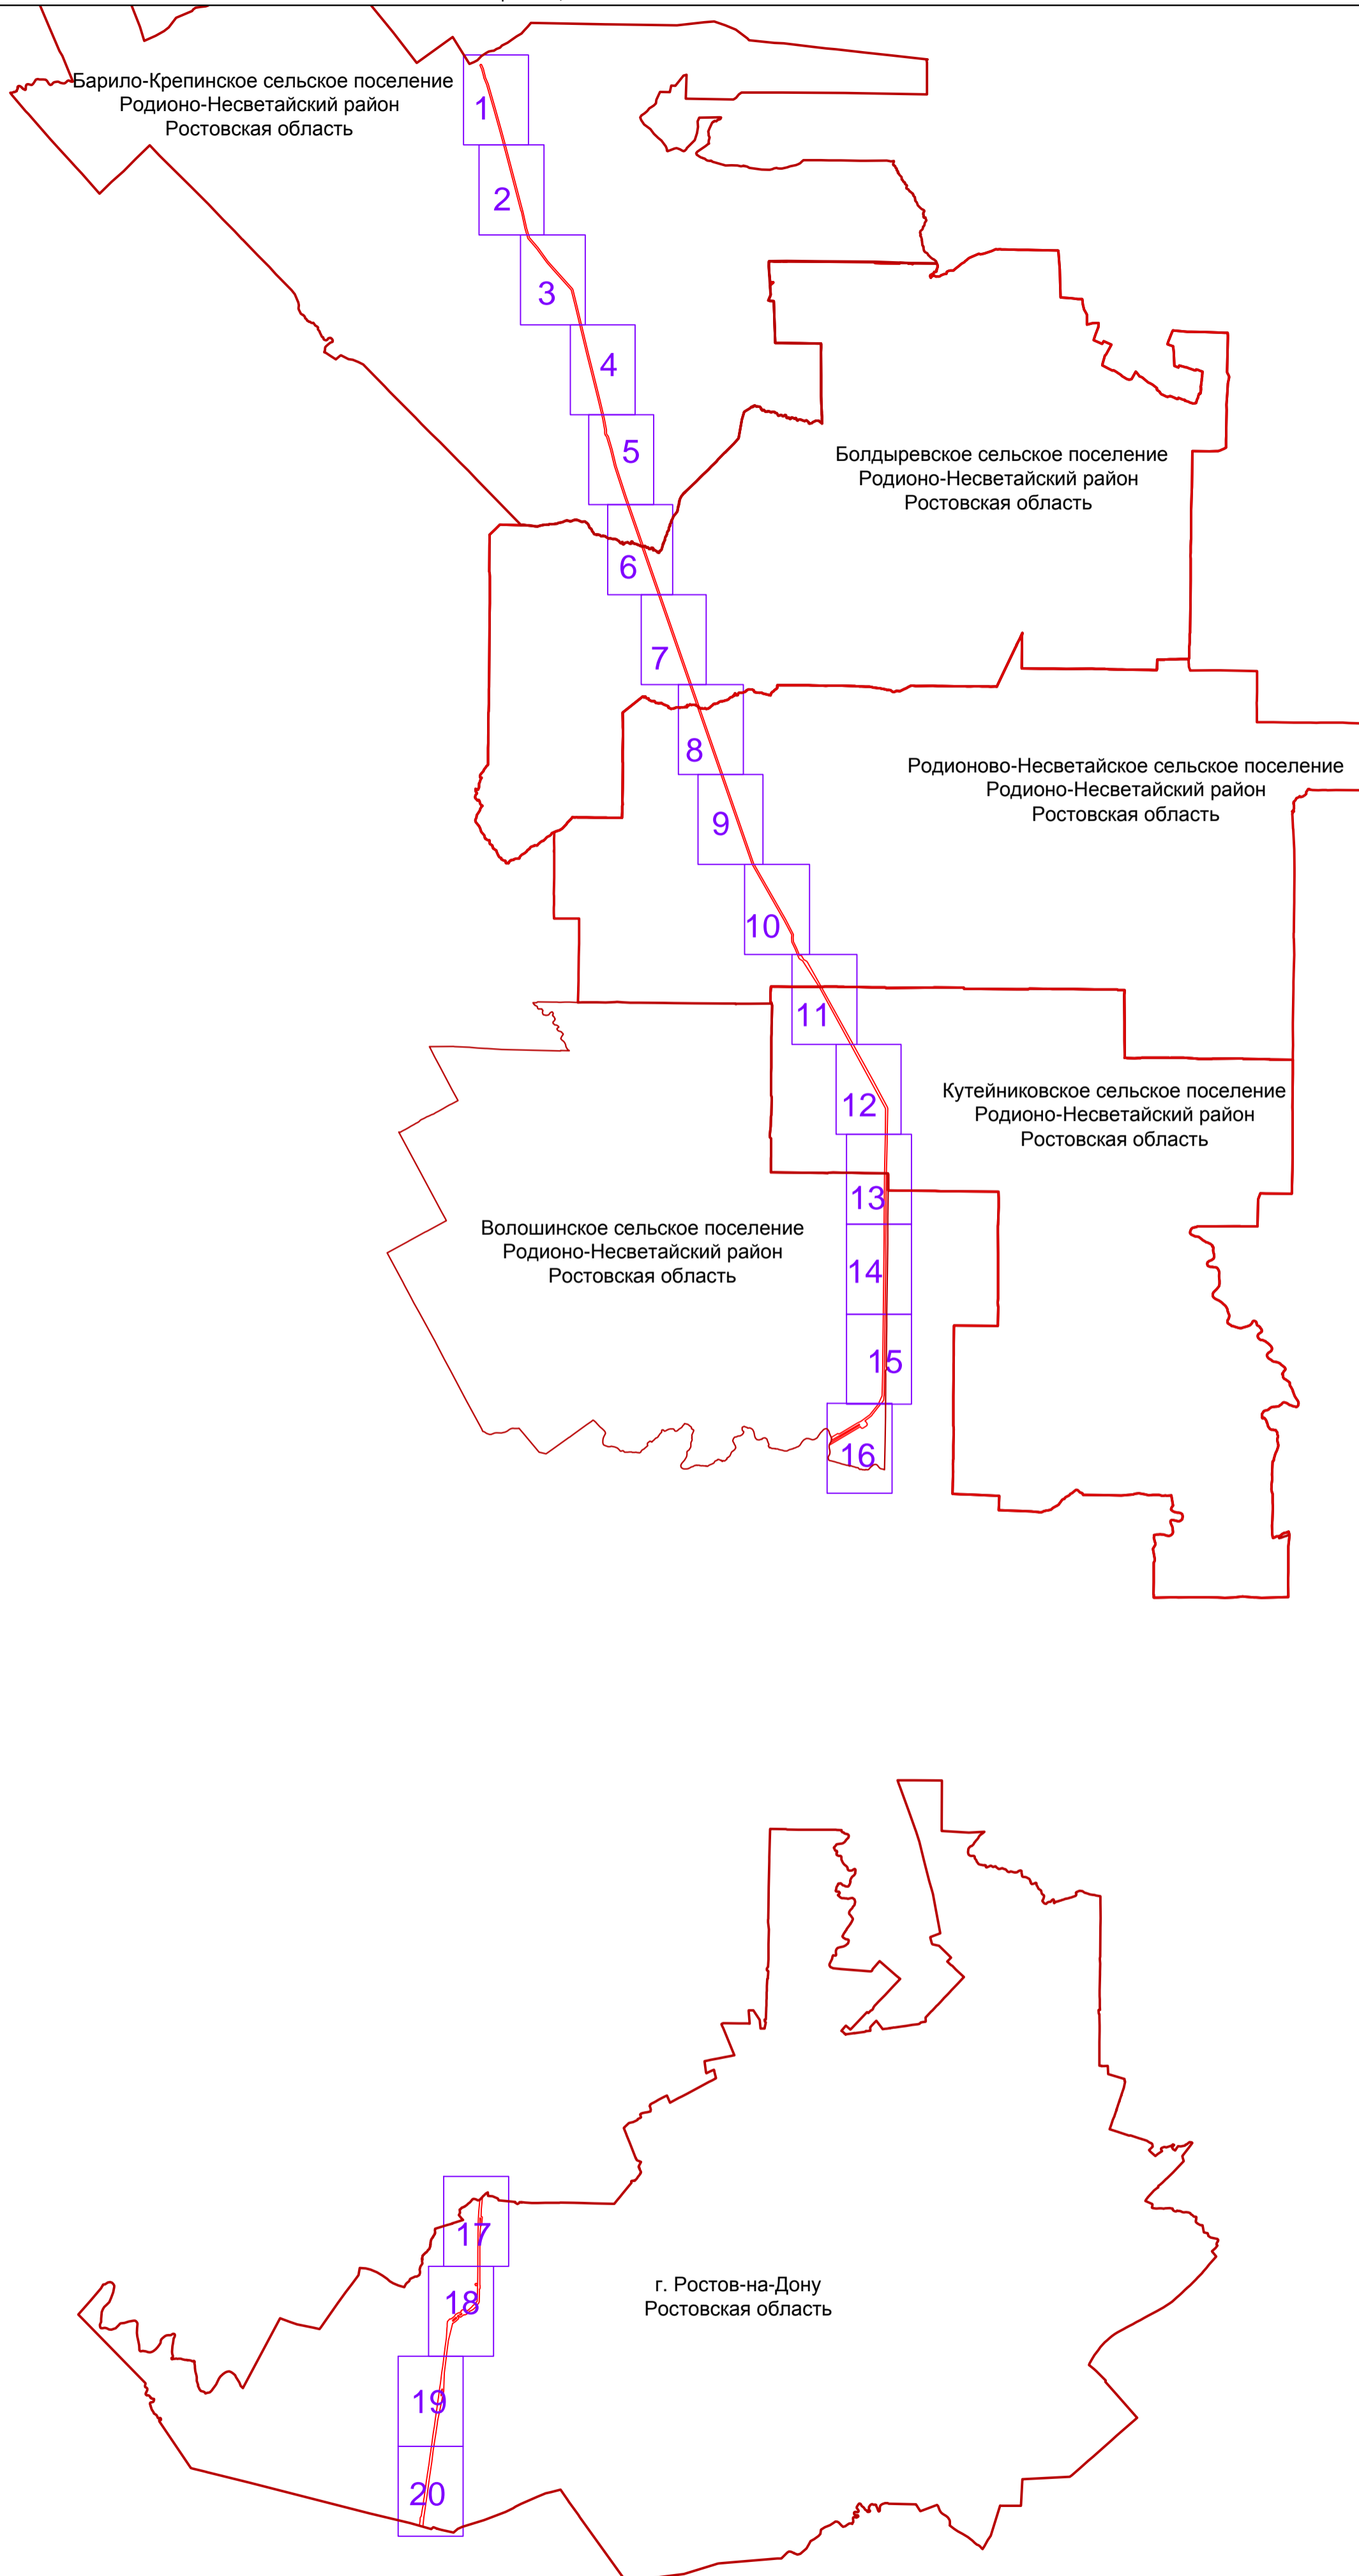 Барило-Крепинское сельское поселение
Родионо-Несветайский район
Ростовская область
1
2
3
4
5
Болдыревское сельское поселение
Родионо-Несветайский район
Ростовская область
6
7
8
Родионово-Несветайское сельское поселение
Родионо-Несветайский район
Ростовская область
9
10
11
12
Кутейниковское сельское поселение
Родионо-Несветайский район
Ростовская область
13
Волошинское сельское поселение
Родионо-Несветайский район
Ростовская область
14
15
16
17
18
г. Ростов-на-Дону
Ростовская область
19
20